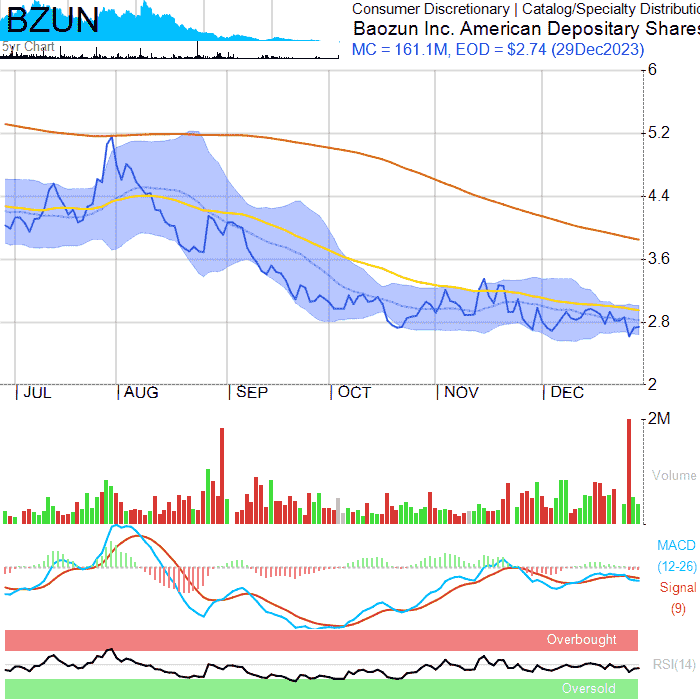 BZUN
5yr Chart
Consumer Discretionary | Catalog/Specialty Distributio
Baozun Inc. American Depositary Shares
MC = 161.1M, EOD = $2.74 (29Dec2023)
6
5.2
4.4
3.6
2.8
2
JUL
AUG
SEP
OCT
NOV
DEC
2M
Volume
MACD
(12-26)
Signal
(9)
Overbought
RSI(14)
Oversold